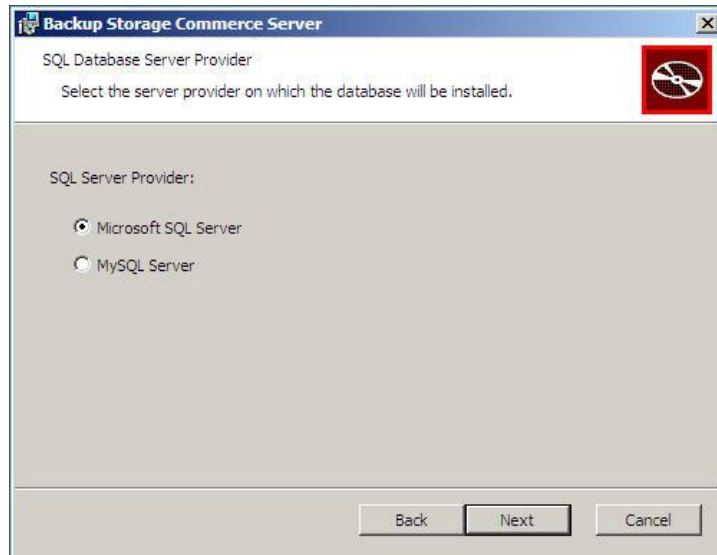 Backup Storage Commerce Server
SQL Database Server Provider
Select the server provider on which the database will be installed.
SQL Server Provider:
Microsoft SQL Server
MySQL Server
Back Next Cancel